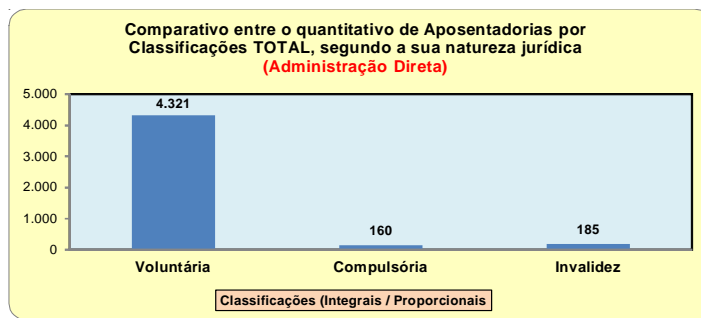 Comparativo entre o quantitativo de Aposentadorias por
Classificações TOTAL, segundo a sua natureza jurídica
(Administração Direta)
5.000
4.000
3.000
2.000
1.000
0
4.321
160
185
Voluntária
Compulsória
Invalidez
Classificações (Integrais / Proporcionais